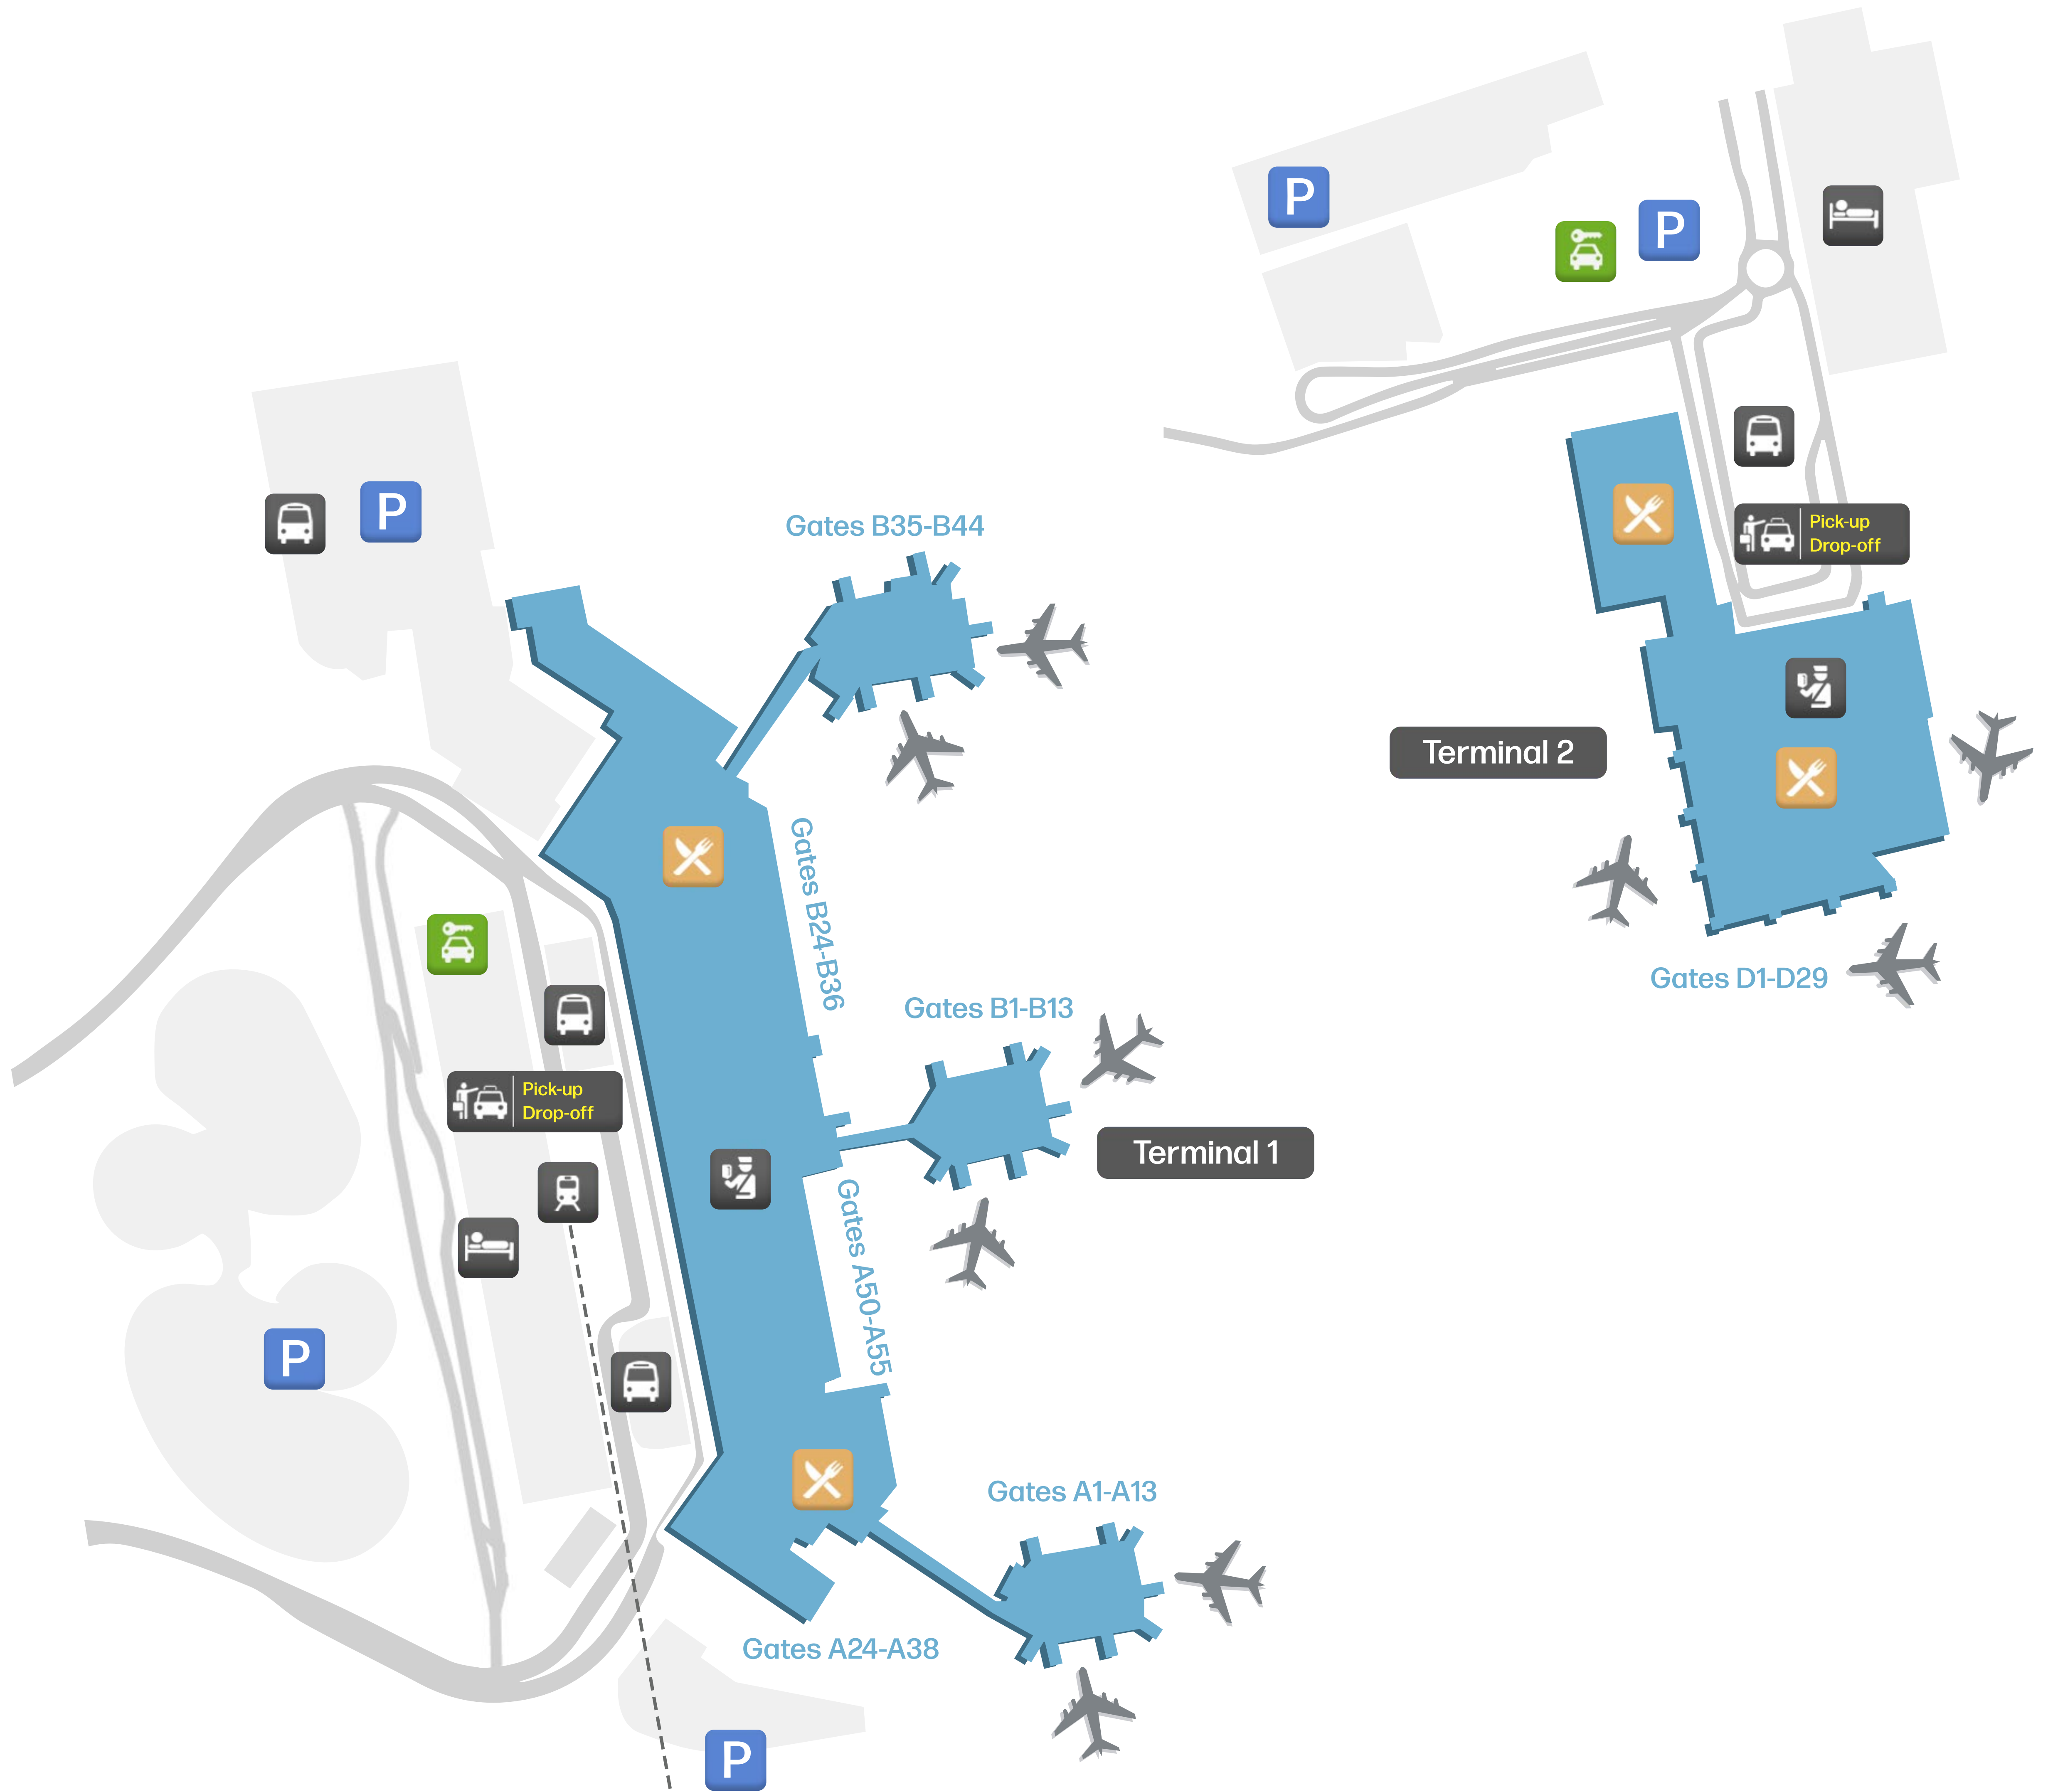 P
P
P
Gates B35-B44
Pick-up
Drop-off
Terminal 2
Gates B24-B36
Gates D1-D29
Gates B1-B13
Pick-up
Drop-off
Terminal 1
Gates A50-A55
P
Gates A1-A13
Gates A24-A38
P